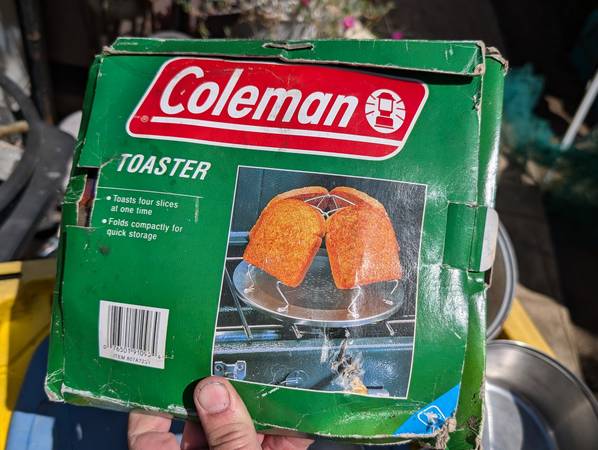 Coleman
®
TOASTER
• Toasts four slices
at one time
• Folds compactly for
quick storage